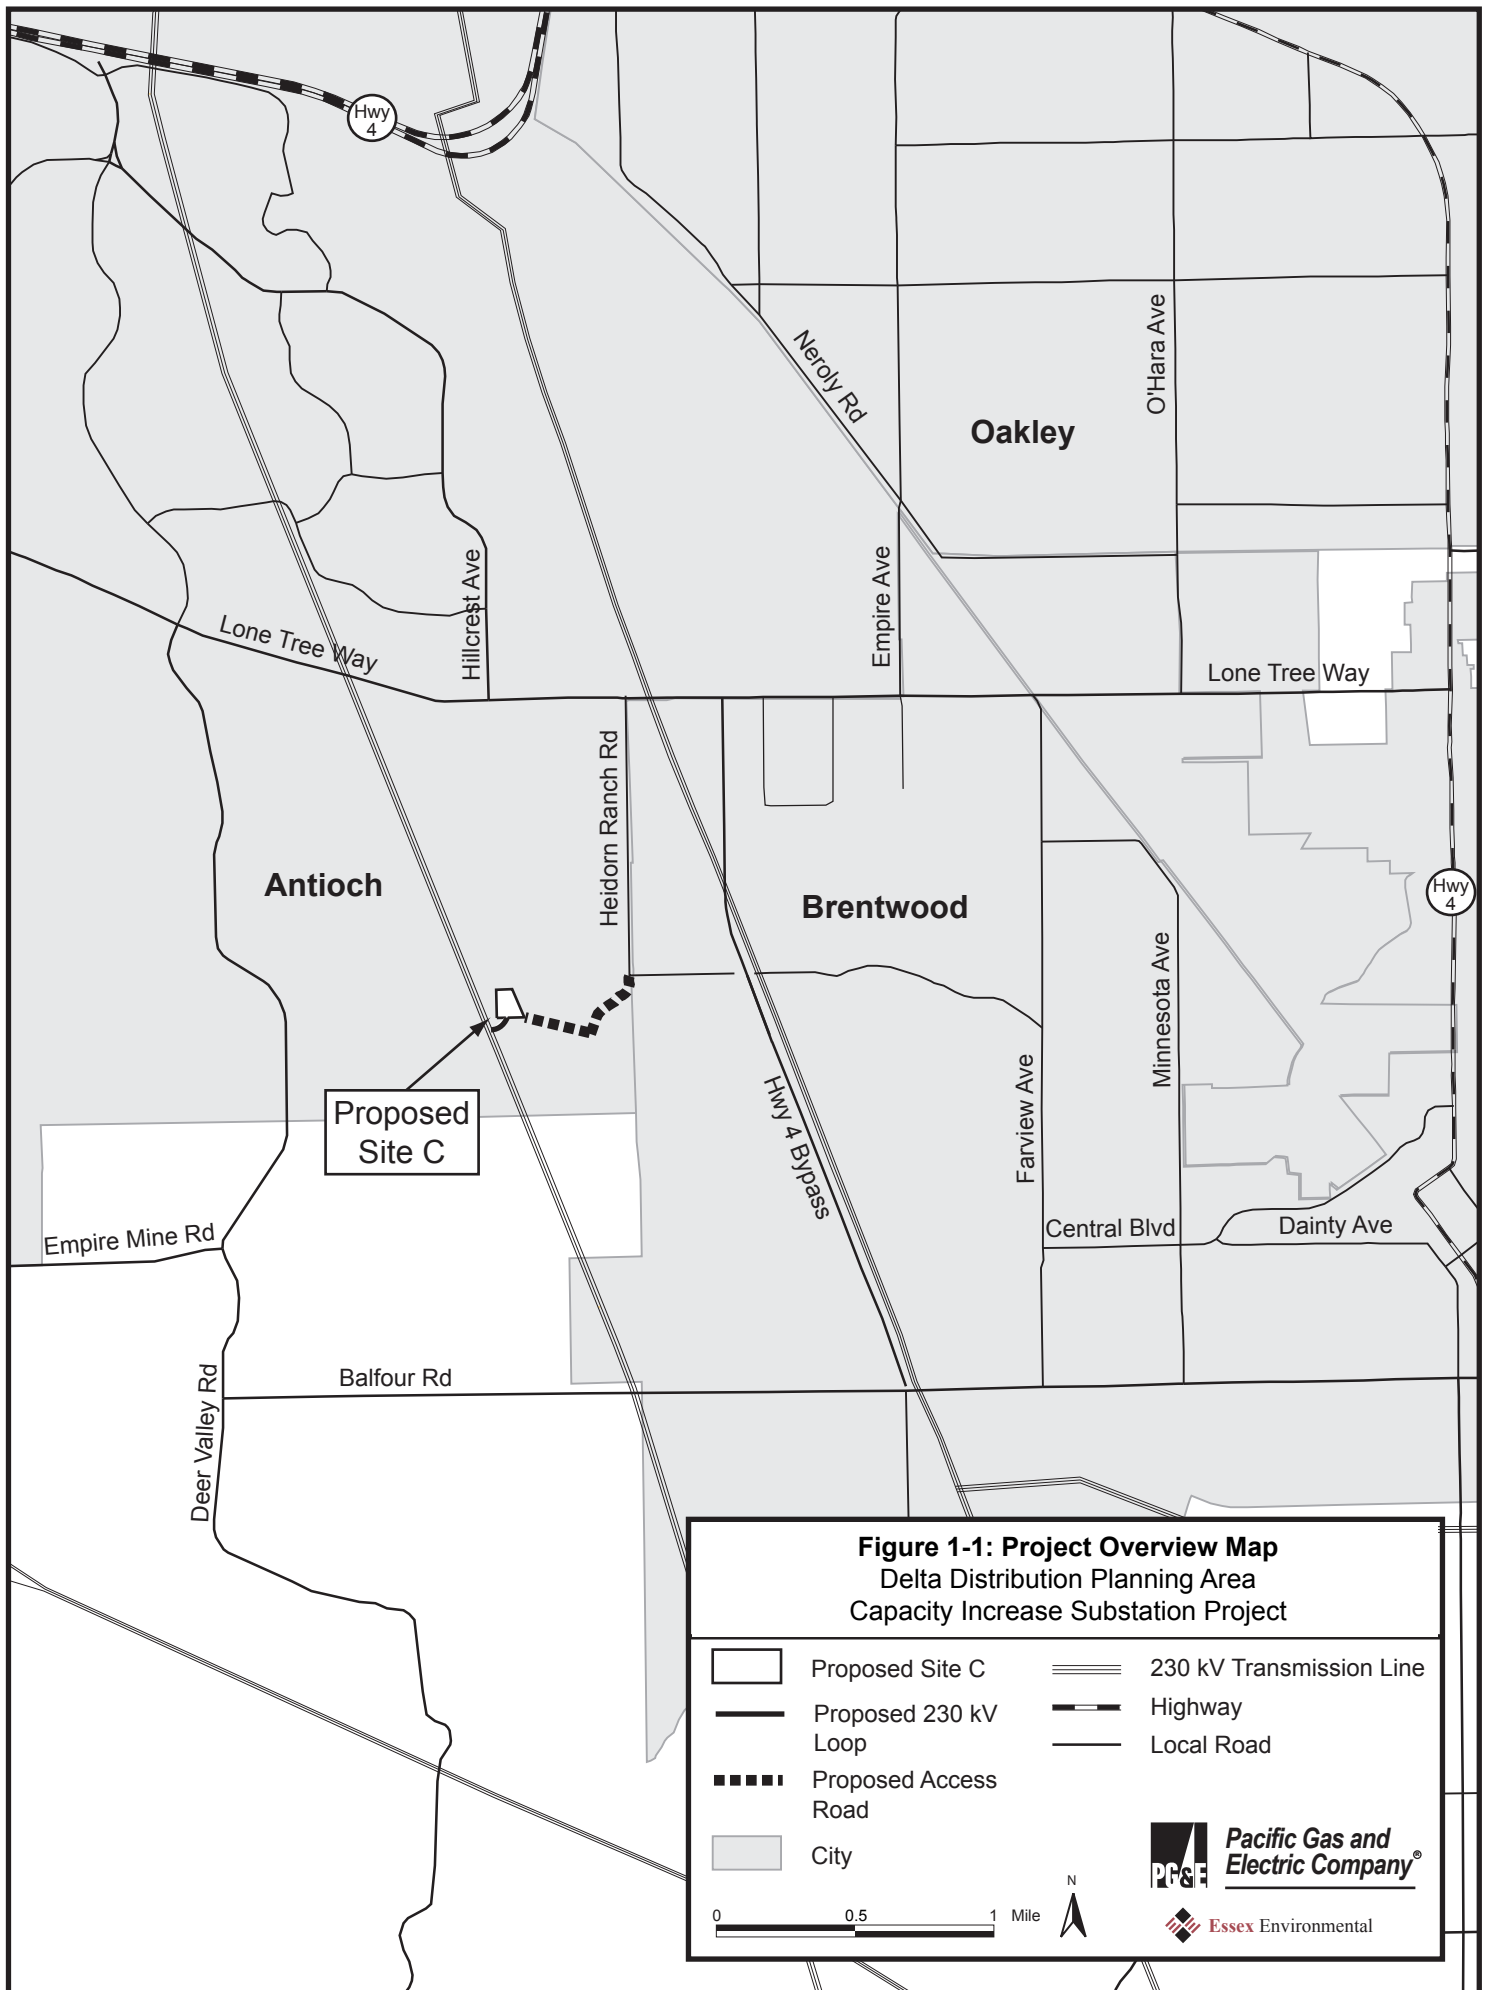 Hwy
4
Neroly Rd
O'Hara Ave
Oakley
Empire Ave
Hillcrest Ave
Lone Tree Way
Lone Tree Way
Heidorn Ranch Rd
Antioch
Brentwood
Hwy
4
Minnesota Ave
Farview Ave
Hwy 4 Bypass
Proposed
Site C
Empire Mine Rd
Central Blvd
Dainty Ave
Balfour Rd
Deer Valley Rd
Figure 1-1: Project Overview Map
Delta Distribution Planning Area
Capacity Increase Substation Project
Proposed Site C
Proposed 230 kV
Loop
Proposed Access
Road
City
230 kV Transmission Line
Highway
Local Road
0 0.5 1 Mile
N
PG&E
Pacific Gas and
Electric Company®
Essex Environmental